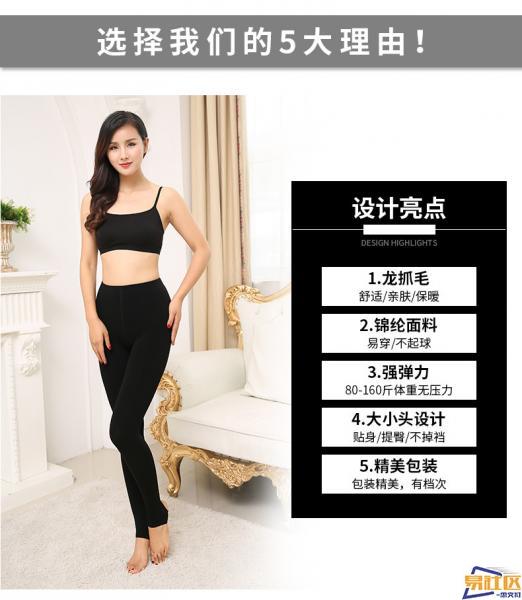 选择我们的5大理由！
设计亮点
DESIGN HIGHLIGHTS
1.龙抓毛
舒适/亲肤/保暖
2.锦纶面料
易穿/不起球
3.强弹力
80-160斤体重无压力
4.大小头设计
贴身/提臀/不掉裆
5.精美包装
包装精美，有档次
易社区